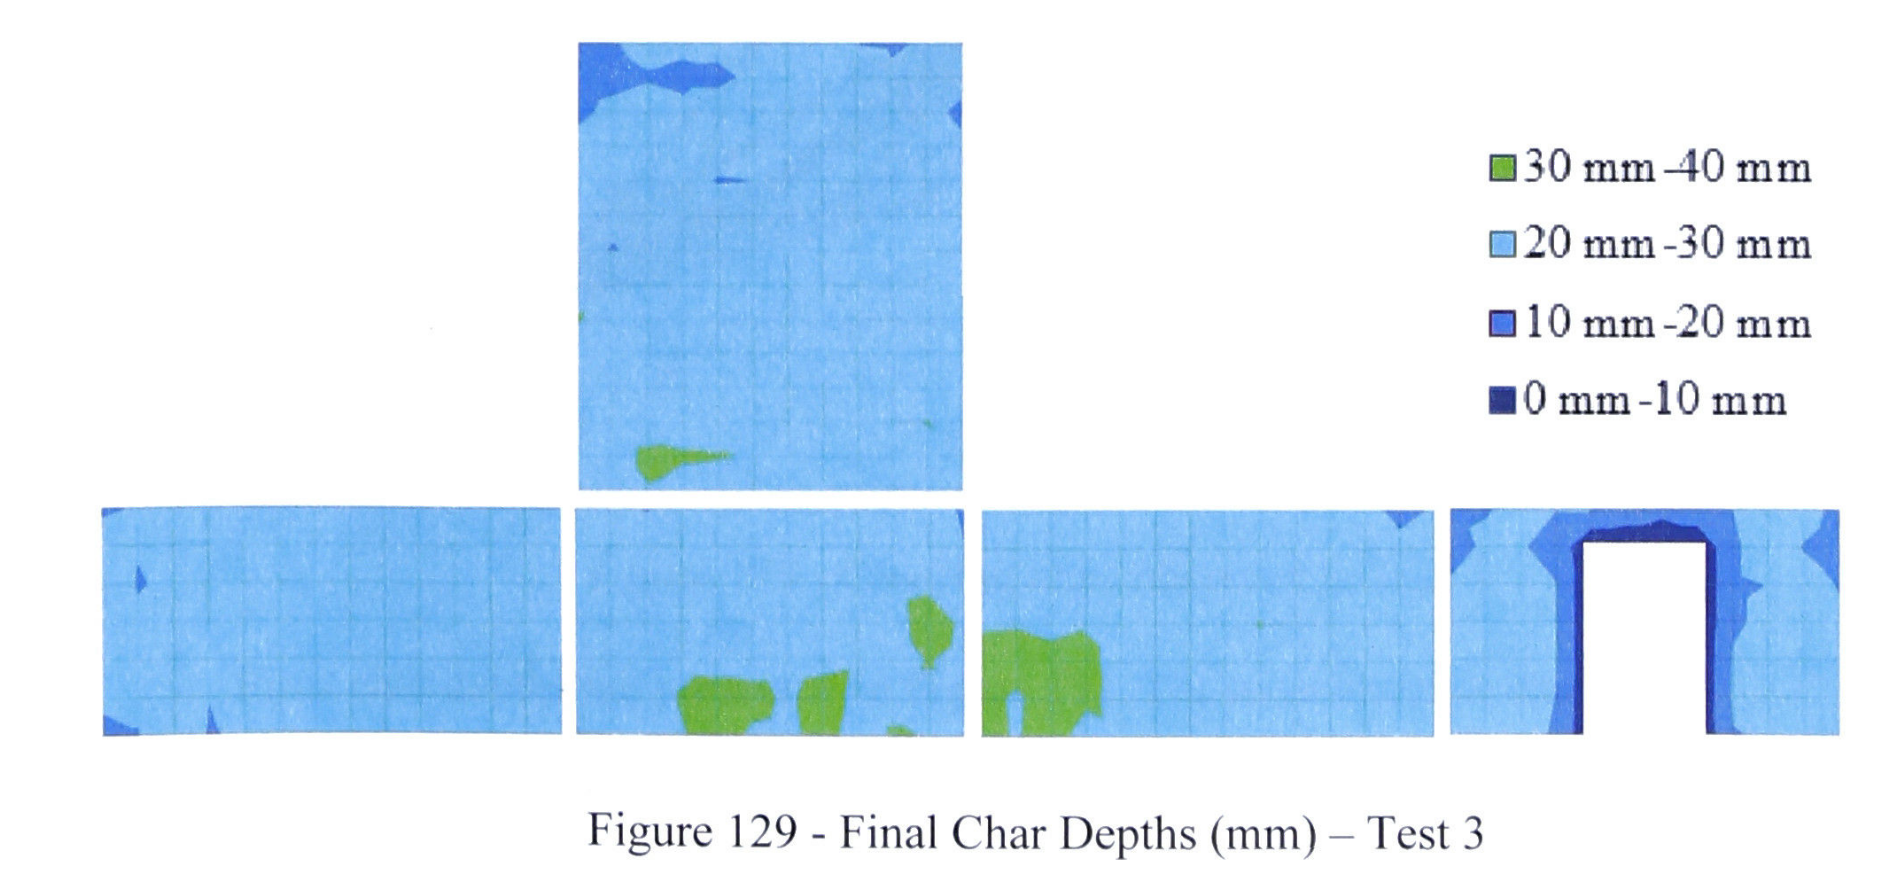 30 mm-40 mm
20 mm-30 mm
10 mm-20 mm
0 mm-10 mm
Figure 129 - Final Char Depths (mm) – Test 3